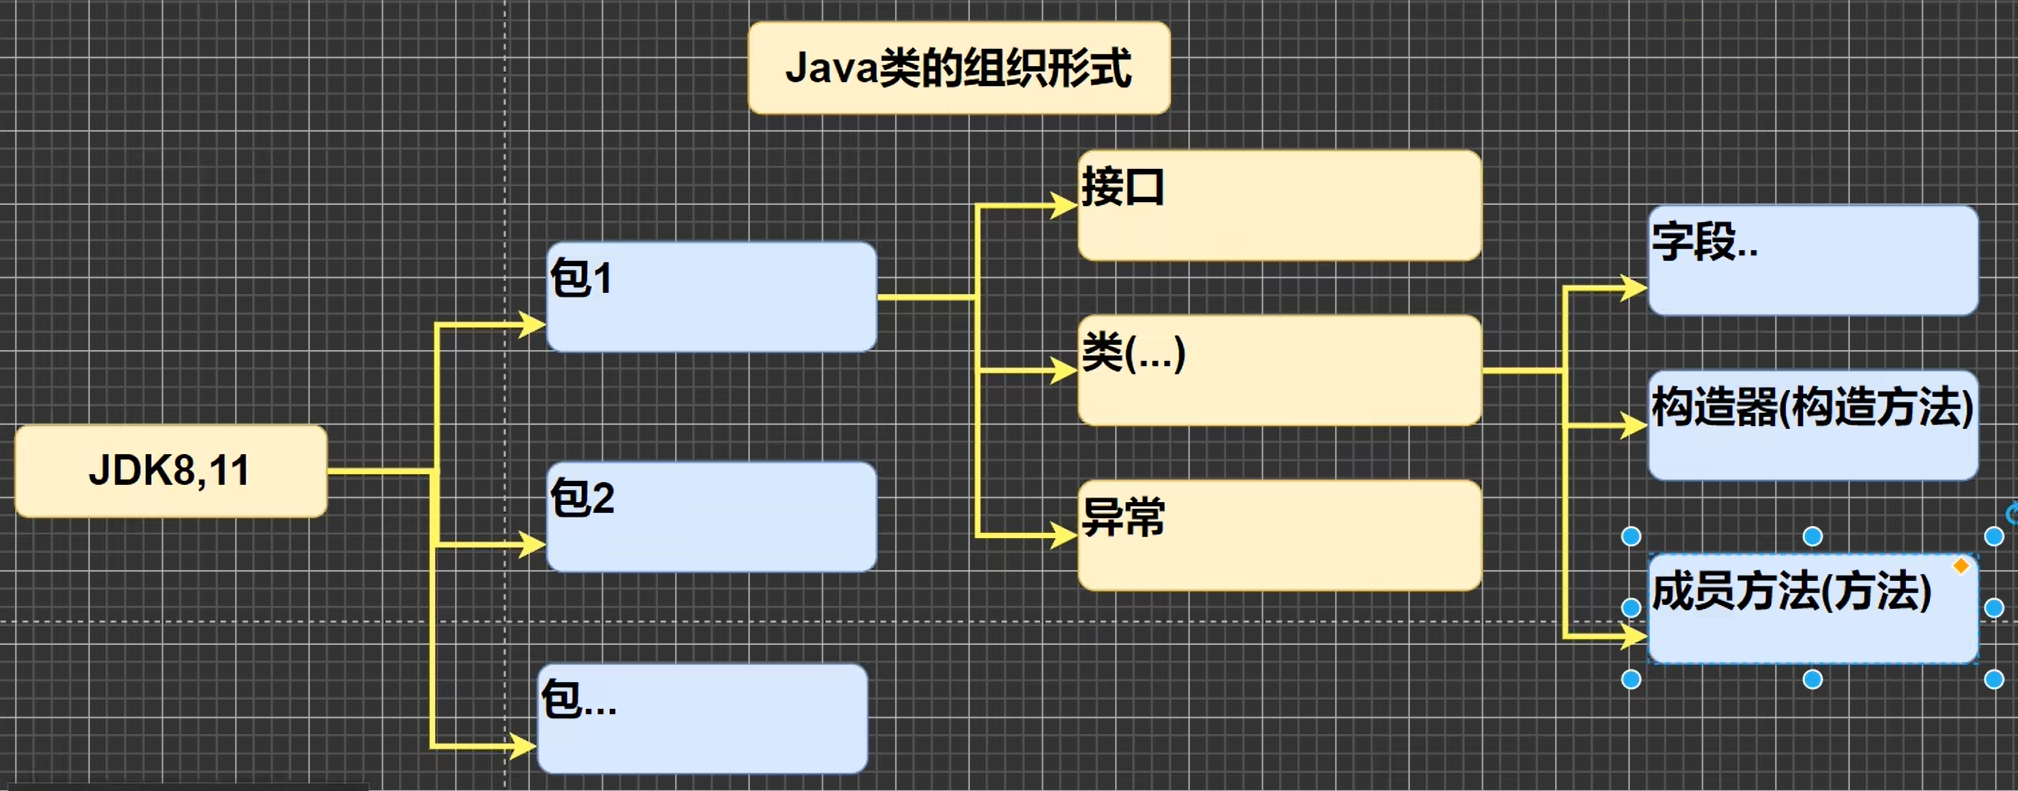 Java类的组织形式
JDK8,11
包1
包2
包...
接口
类(...)
异常
字段..
构造器(构造方法)
成员方法(方法)